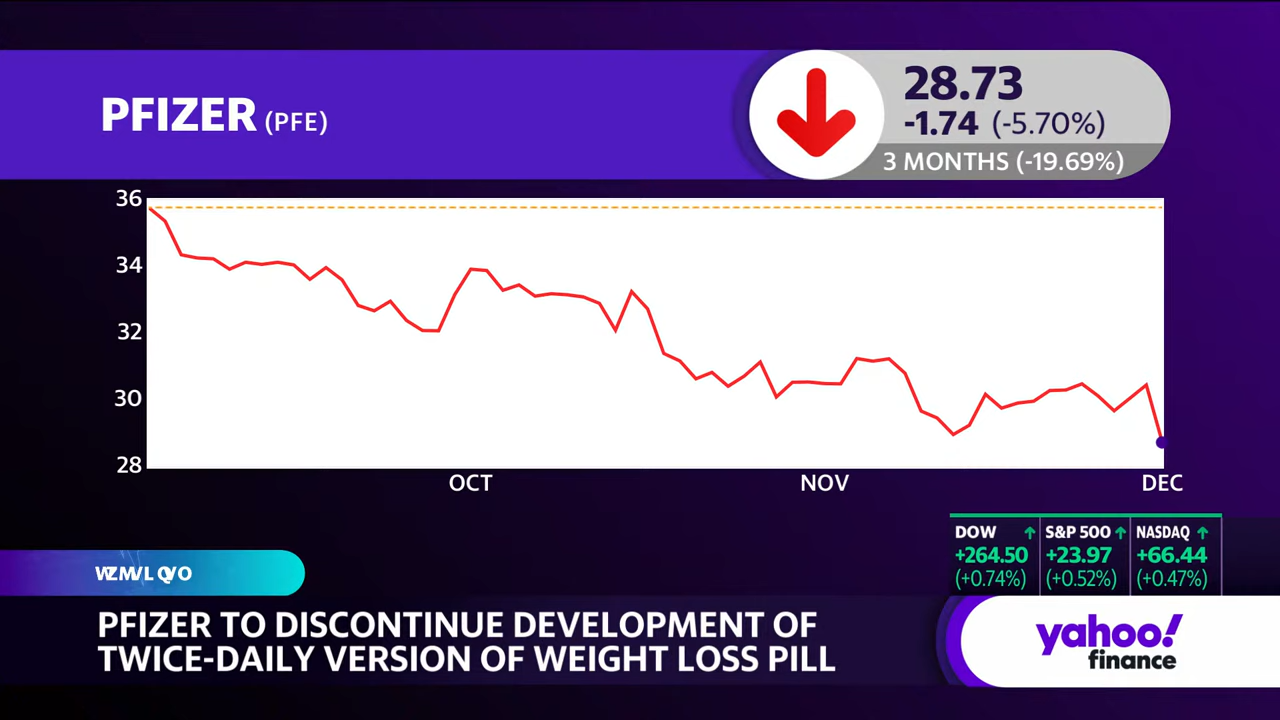 PFIZER (PFE)
28.73
-1.74 (-5.70%)
3 MONTHS (-19.69%)
36
34
32
30
28
OCT NOV DEC
DOW S&P 500 NASDAQ
+264.50 +23.97 +66.44
(+0.74%) (+0.52%) (+0.47%)
PFIZER TO DISCONTINUE DEVELOPMENT OF
TWICE-DAILY VERSION OF WEIGHT LOSS PILL
yahoo!
finance